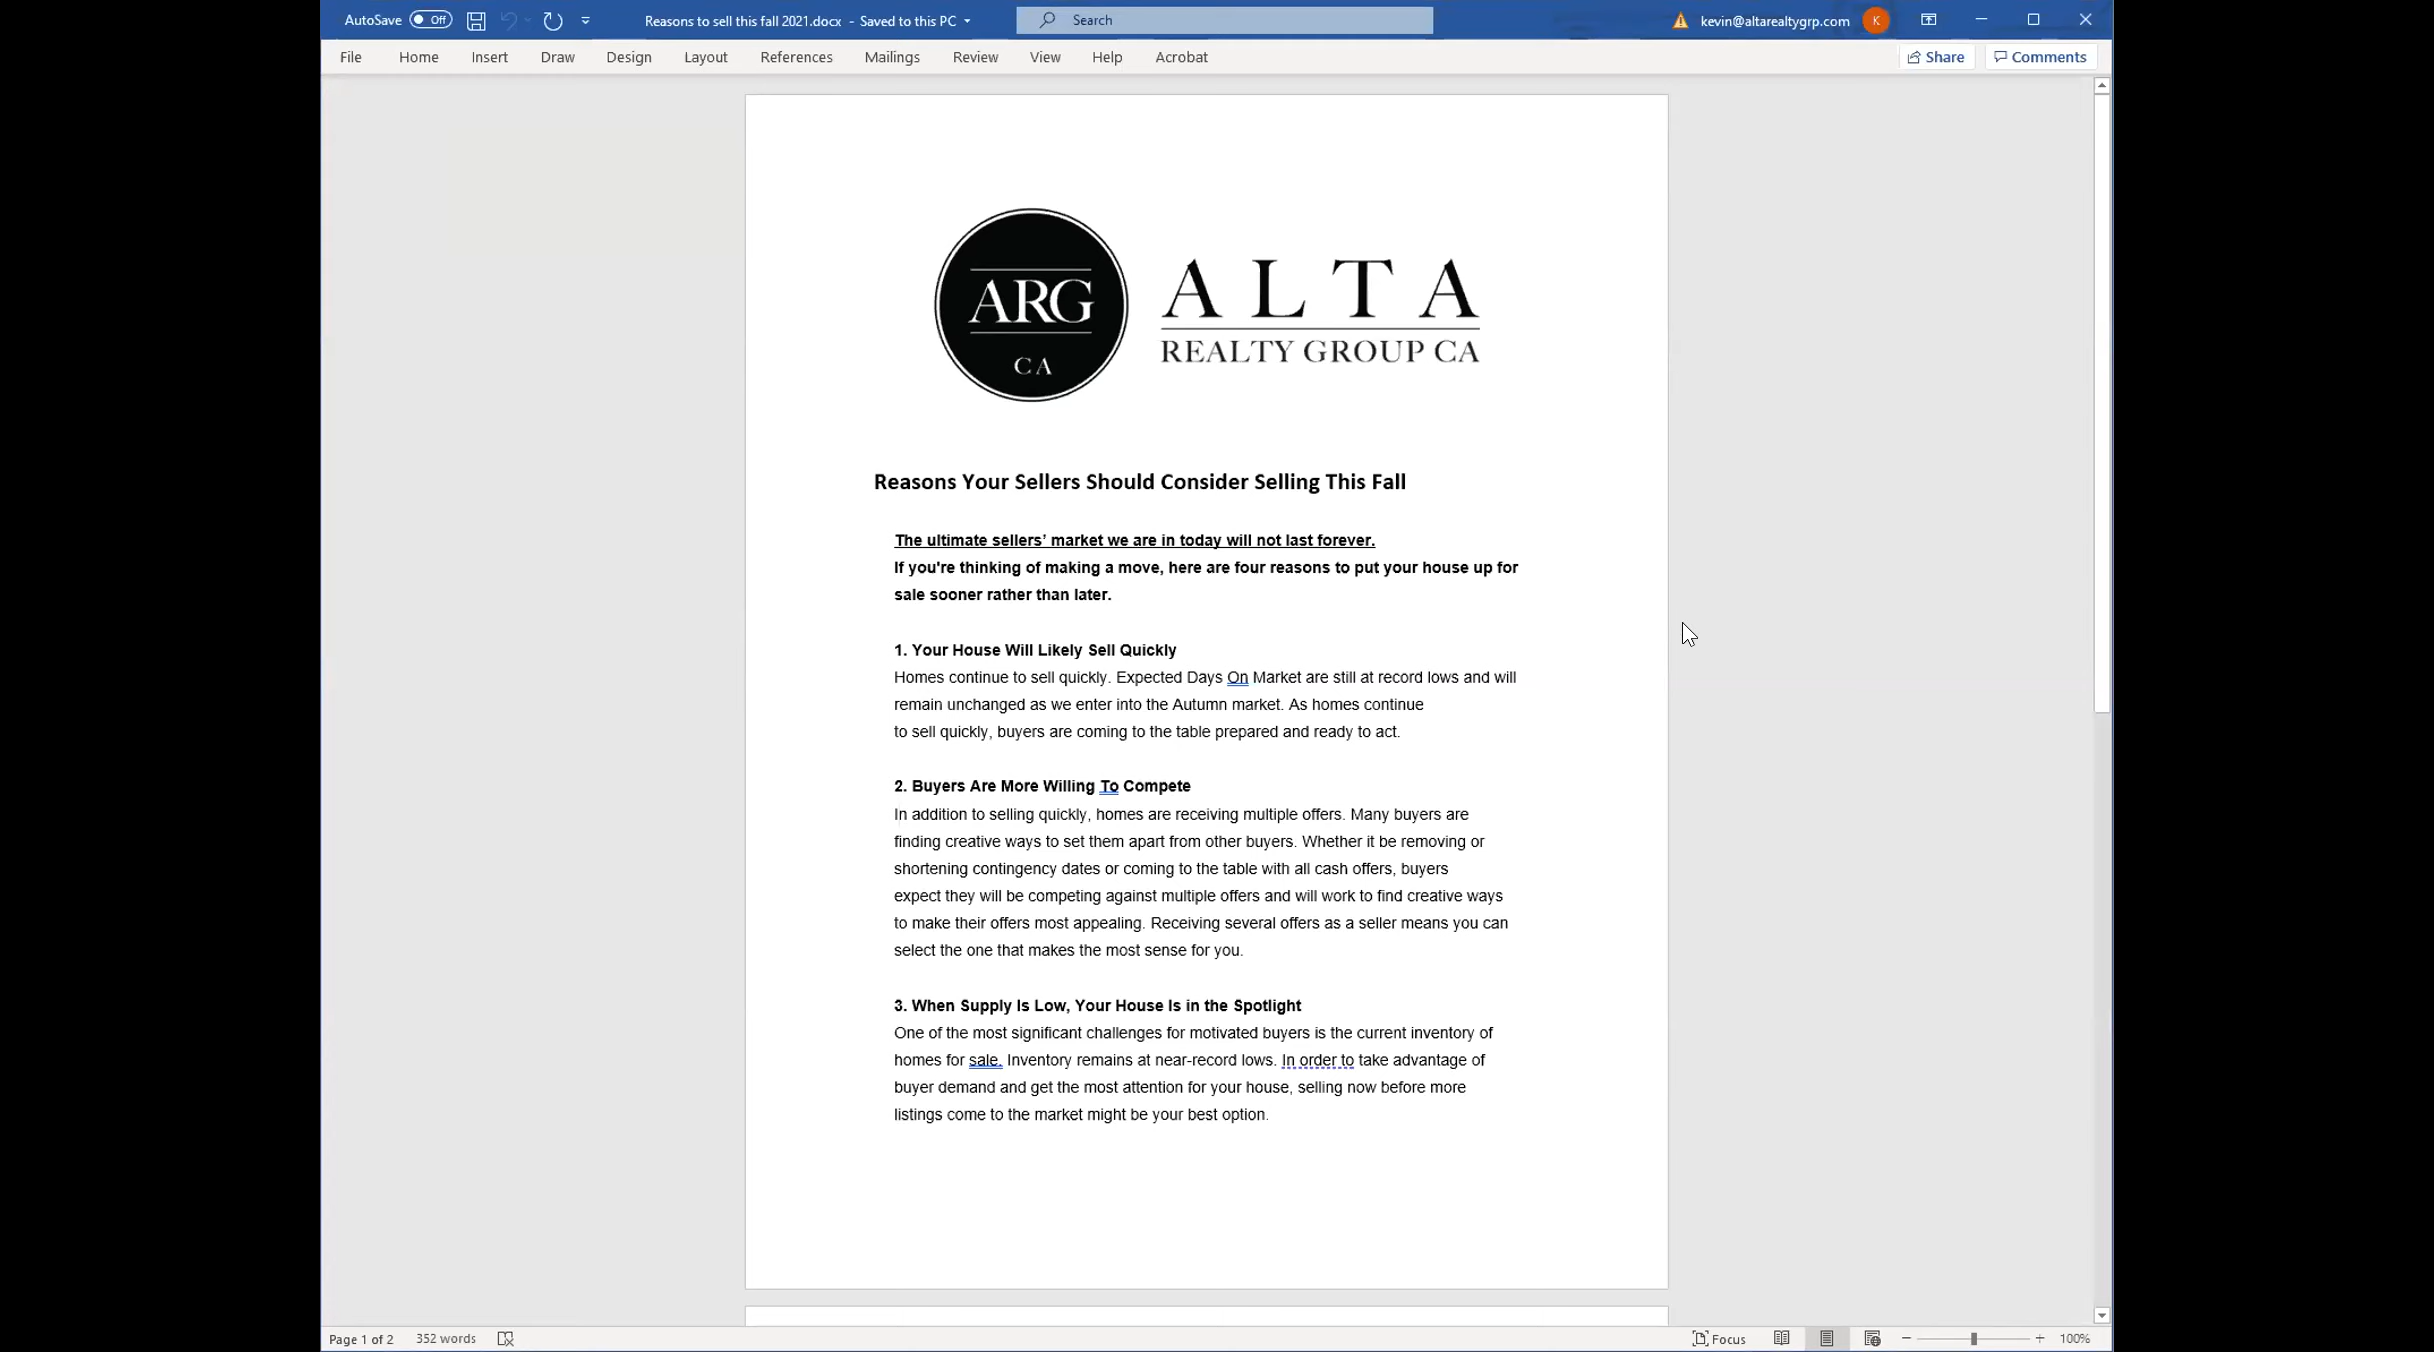 AutoSave Off Reasons to sell this fall 2021.docx - Saved to this PC Search kevin@altarealtygrp.com K
File Home Insert Draw Design Layout References Mailings Review View Help Acrobat Share Comments
ARG
CA
ALTA
REALTY GROUP CA
Reasons Your Sellers Should Consider Selling This Fall
The ultimate sellers’ market we are in today will not last forever.
If you're thinking of making a move, here are four reasons to put your house up for
sale sooner rather than later.
1. Your House Will Likely Sell Quickly
Homes continue to sell quickly. Expected Days On Market are still at record lows and will
remain unchanged as we enter into the Autumn market. As homes continue
to sell quickly, buyers are coming to the table prepared and ready to act.
2. Buyers Are More Willing To Compete
In addition to selling quickly, homes are receiving multiple offers. Many buyers are
finding creative ways to set them apart from other buyers. Whether it be removing or
shortening contingency dates or coming to the table with all cash offers, buyers
expect they will be competing against multiple offers and will work to find creative ways
to make their offers most appealing. Receiving several offers as a seller means you can
select the one that makes the most sense for you.
3. When Supply Is Low, Your House Is in the Spotlight
One of the most significant challenges for motivated buyers is the current inventory of
homes for sale. Inventory remains at near-record lows. In order to take advantage of
buyer demand and get the most attention for your house, selling now before more
listings come to the market might be your best option.
Page 1 of 2 352 words Focus 100%